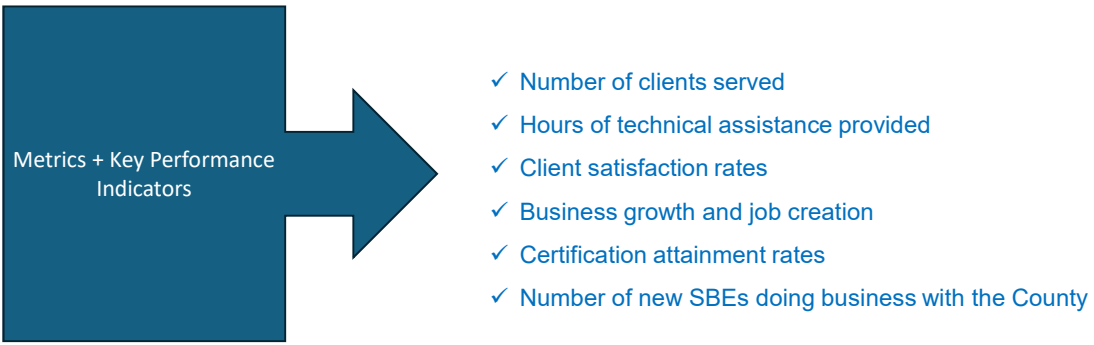 Metrics + Key Performance
Indicators
✓ Number of clients served
✓ Hours of technical assistance provided
✓ Client satisfaction rates
✓ Business growth and job creation
✓ Certification attainment rates
✓ Number of new SBEs doing business with the County